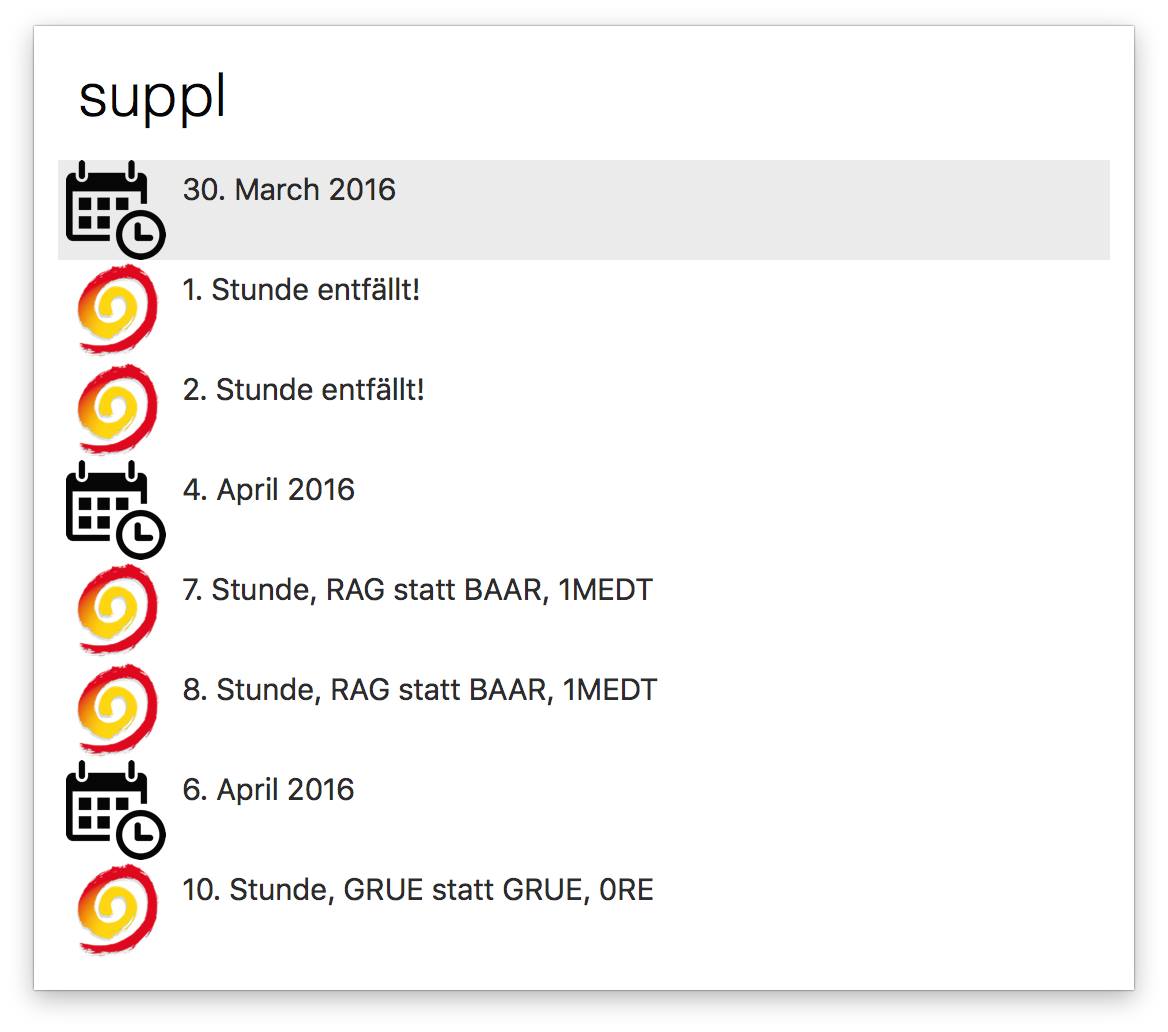 suppl
30. March 2016
1. Stunde entfällt!
2. Stunde entfällt!
4. April 2016
7. Stunde, RAG statt BAAR, 1MEDT
8. Stunde, RAG statt BAAR, 1MEDT
6. April 2016
10. Stunde, GRUE statt GRUE, 0RE